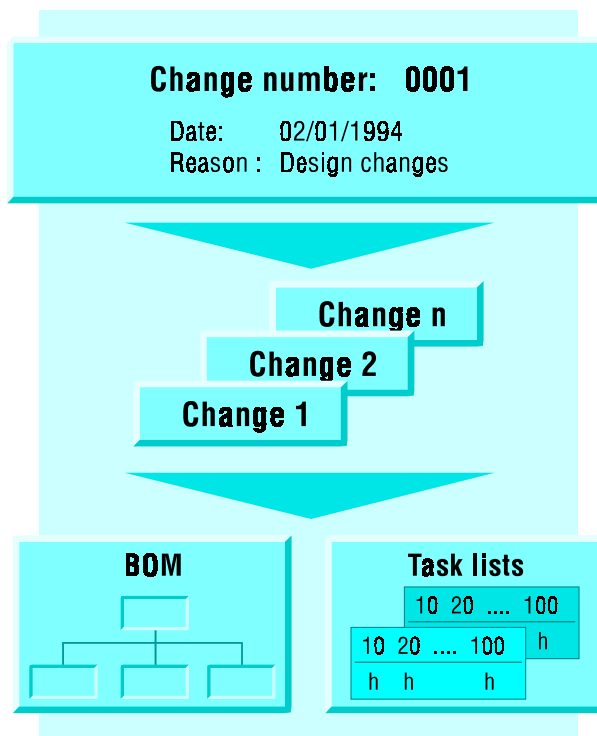 Change number: 0001
Date: 02/01/1994
Reason : Design changes
Change n
Change 2
Change 1
BOM
Task lists
10 20 .... 100
h
10 20 .... 100
h h h